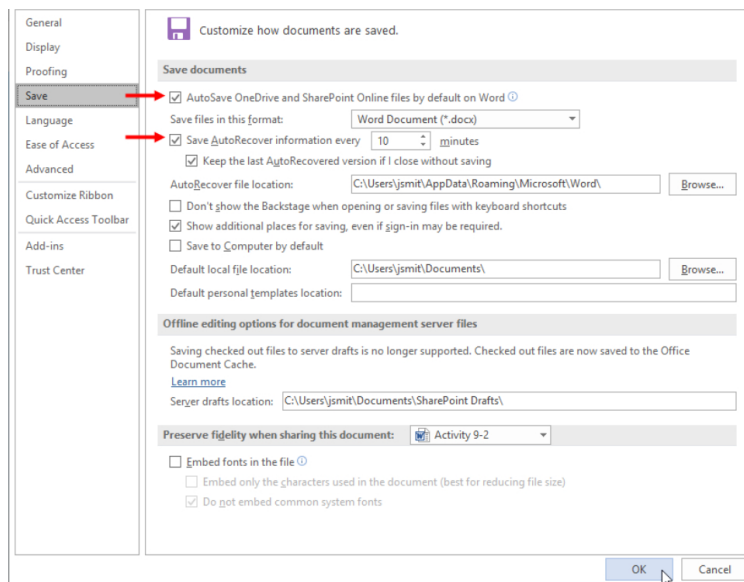 General
Display
Proofing
Save
Language
Ease of Access
Advanced
Customize Ribbon
Quick Access Toolbar
Add-ins
Trust Center
Customize how documents are saved.
Save documents
AutoSave OneDrive and SharePoint Online files by default on Word
Save files in this format: Word Document (*.docx)
Save AutoRecover information every 10 minutes
Keep the last AutoRecovered version if I close without saving
AutoRecover file location: C:\Users\jsmit\AppData\Roaming\Microsoft\Word\ Browse...
Don't show the Backstage when opening or saving files with keyboard shortcuts
Show additional places for saving, even if sign-in may be required.
Save to Computer by default
Default local file location: C:\Users\jsmit\Documents\ Browse...
Default personal templates location:
Offline editing options for document management server files
Saving checked out files to server drafts is no longer supported. Checked out files are now saved to the Office
Document Cache.
Learn more
Server drafts location: C:\Users\jsmit\Documents\SharePoint Drafts\
Preserve fidelity when sharing this document: Activity 9-2
Embed fonts in the file
Embed only the characters used in the document (best for reducing file size)
Do not embed common system fonts
OK Cancel